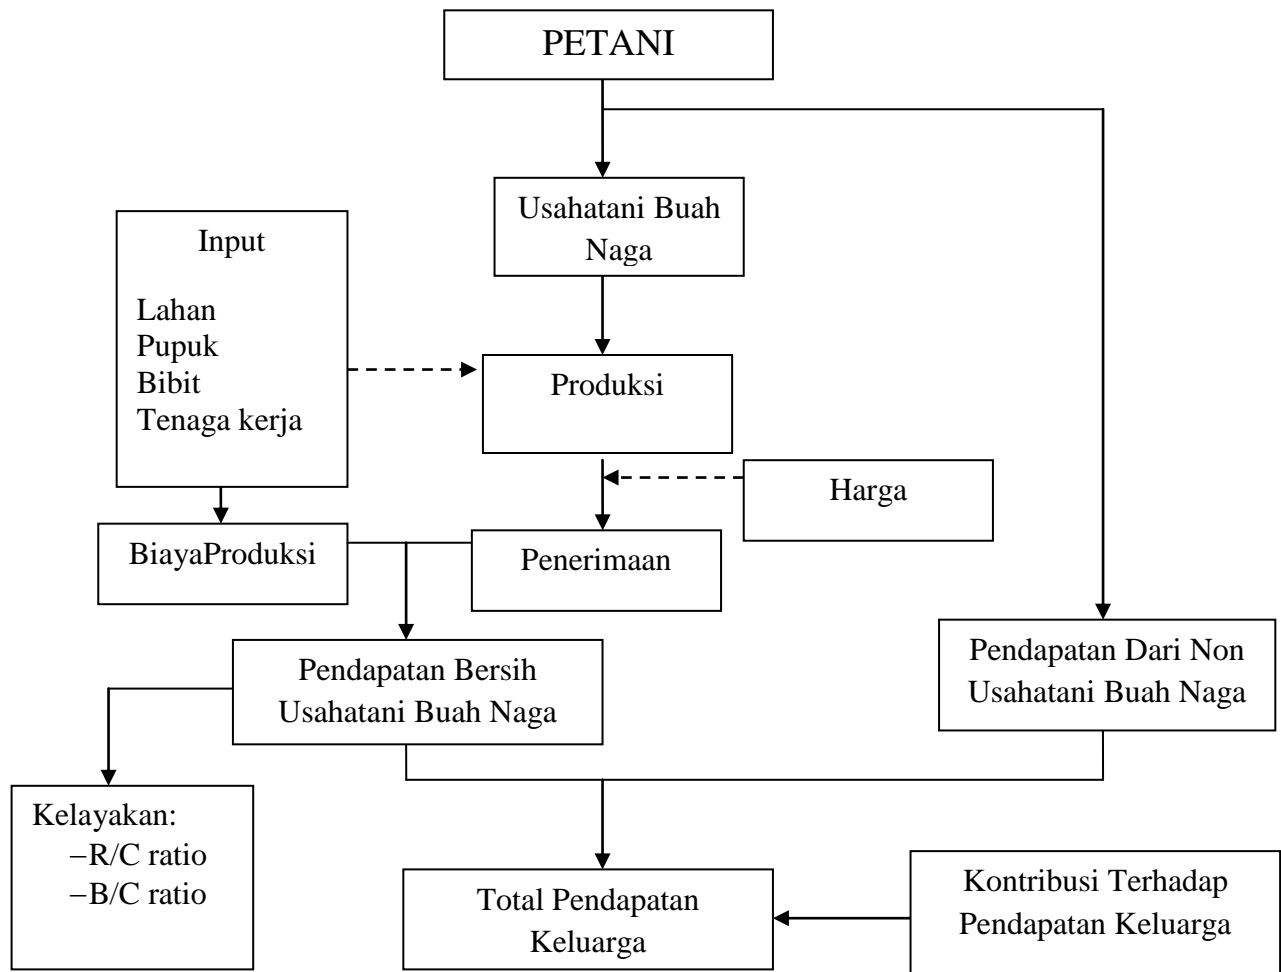 PETANI
Usahatani Buah
Naga
Input
Lahan
Pupuk
Bibit
Tenaga kerja
Produksi
Harga
BiayaProduksi
Penerimaan
Pendapatan Bersih
Usahatani Buah Naga
Pendapatan Dari Non
Usahatani Buah Naga
Kelayakan:
−R/C ratio
−B/C ratio
Total Pendapatan
Keluarga
Kontribusi Terhadap
Pendapatan Keluarga